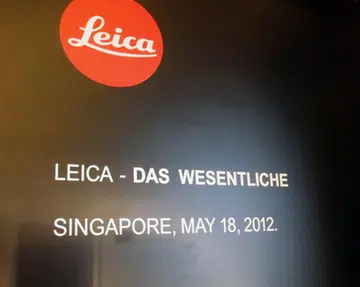 Leica
LEICA - DAS WESENTLICHE
SINGAPORE, MAY 18, 2012.